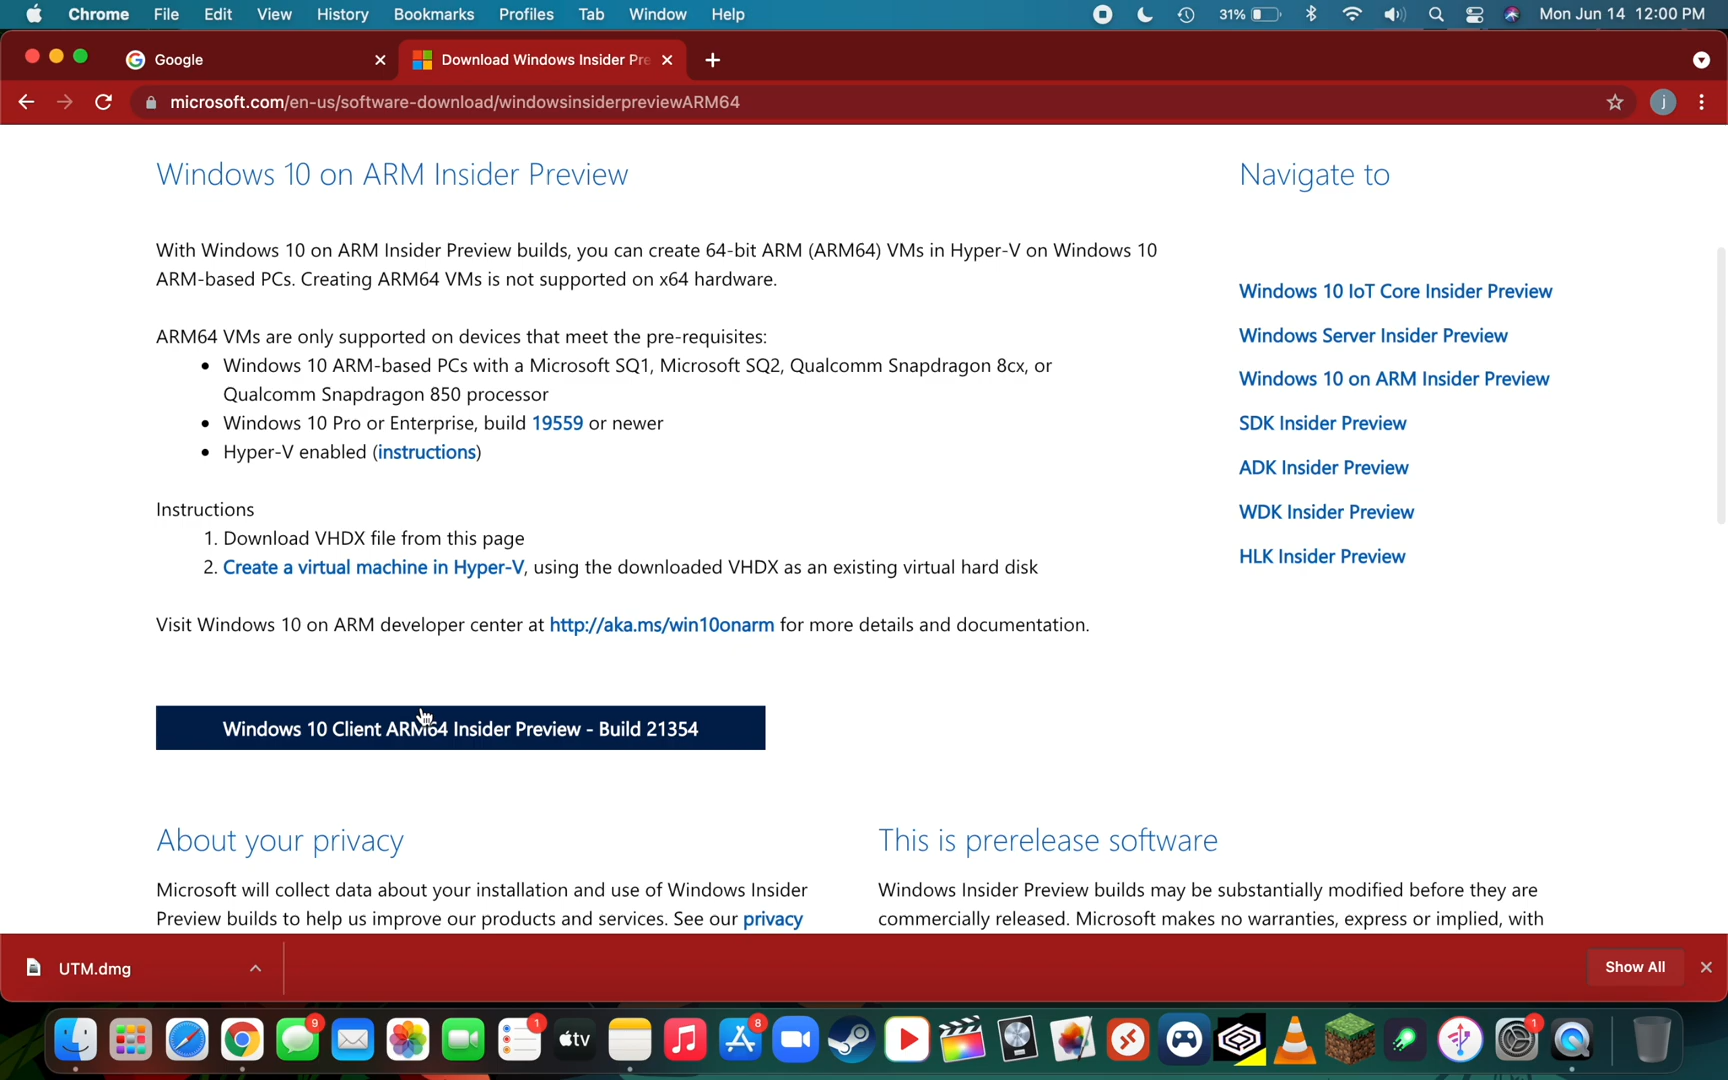 Chrome File Edit View History Bookmarks Profiles Tab Window Help 31% Mon Jun 14 12:00 PM
Google Download Windows Insider Pre
microsoft.com/en-us/software-download/windowsinsiderpreviewARM64 j
Windows 10 on ARM Insider Preview
With Windows 10 on ARM Insider Preview builds, you can create 64-bit ARM (ARM64) VMs in Hyper-V on Windows 10
ARM-based PCs. Creating ARM64 VMs is not supported on x64 hardware.
ARM64 VMs are only supported on devices that meet the pre-requisites:
• Windows 10 ARM-based PCs with a Microsoft SQ1, Microsoft SQ2, Qualcomm Snapdragon 8cx, or
Qualcomm Snapdragon 850 processor
• Windows 10 Pro or Enterprise, build 19559 or newer
• Hyper-V enabled (instructions)
Instructions
1. Download VHDX file from this page
2. Create a virtual machine in Hyper-V, using the downloaded VHDX as an existing virtual hard disk
Visit Windows 10 on ARM developer center at http://aka.ms/win10onarm for more details and documentation.
Windows 10 Client ARM64 Insider Preview - Build 21354
Navigate to
Windows 10 IoT Core Insider Preview
Windows Server Insider Preview
Windows 10 on ARM Insider Preview
SDK Insider Preview
ADK Insider Preview
WDK Insider Preview
HLK Insider Preview
About your privacy
Microsoft will collect data about your installation and use of Windows Insider
Preview builds to help us improve our products and services. See our privacy
This is prerelease software
Windows Insider Preview builds may be substantially modified before they are
commercially released. Microsoft makes no warranties, express or implied, with
UTM.dmg Show All
9 1 tv 8 1